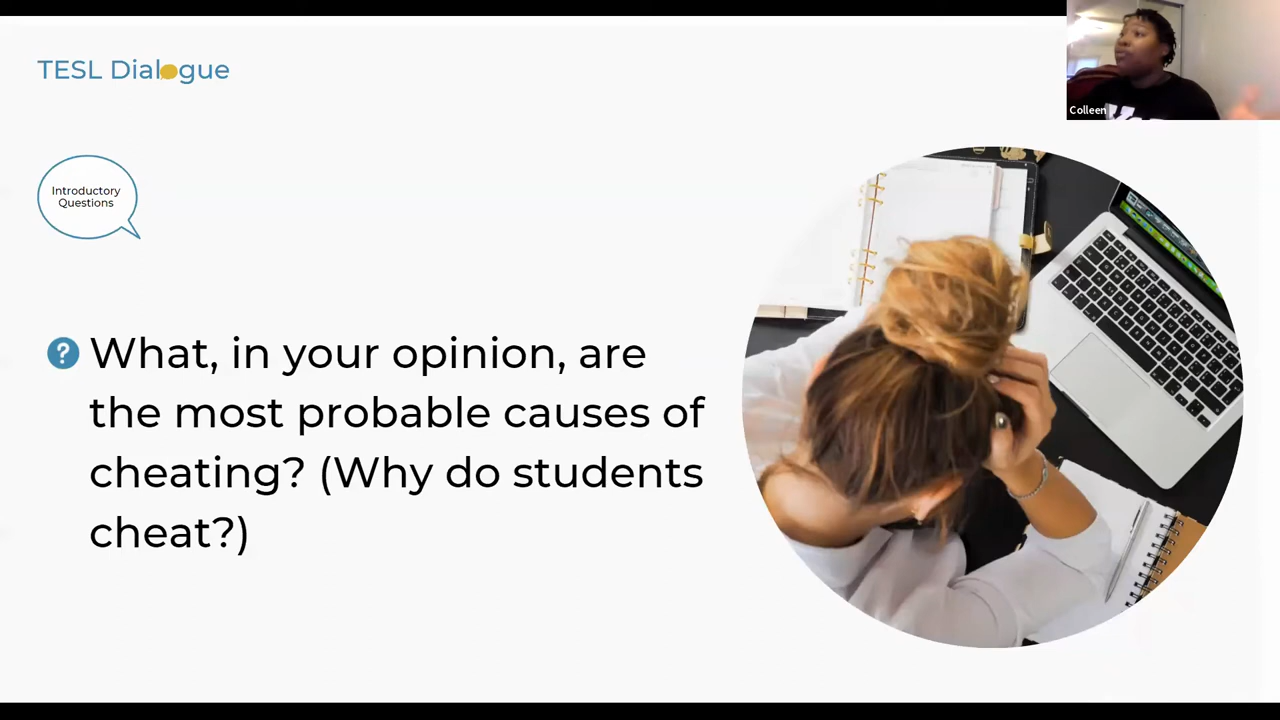 TESL Dialogue
Colleen
Introductory
Questions
What, in your opinion, are
the most probable causes of
cheating? (Why do students
cheat?)